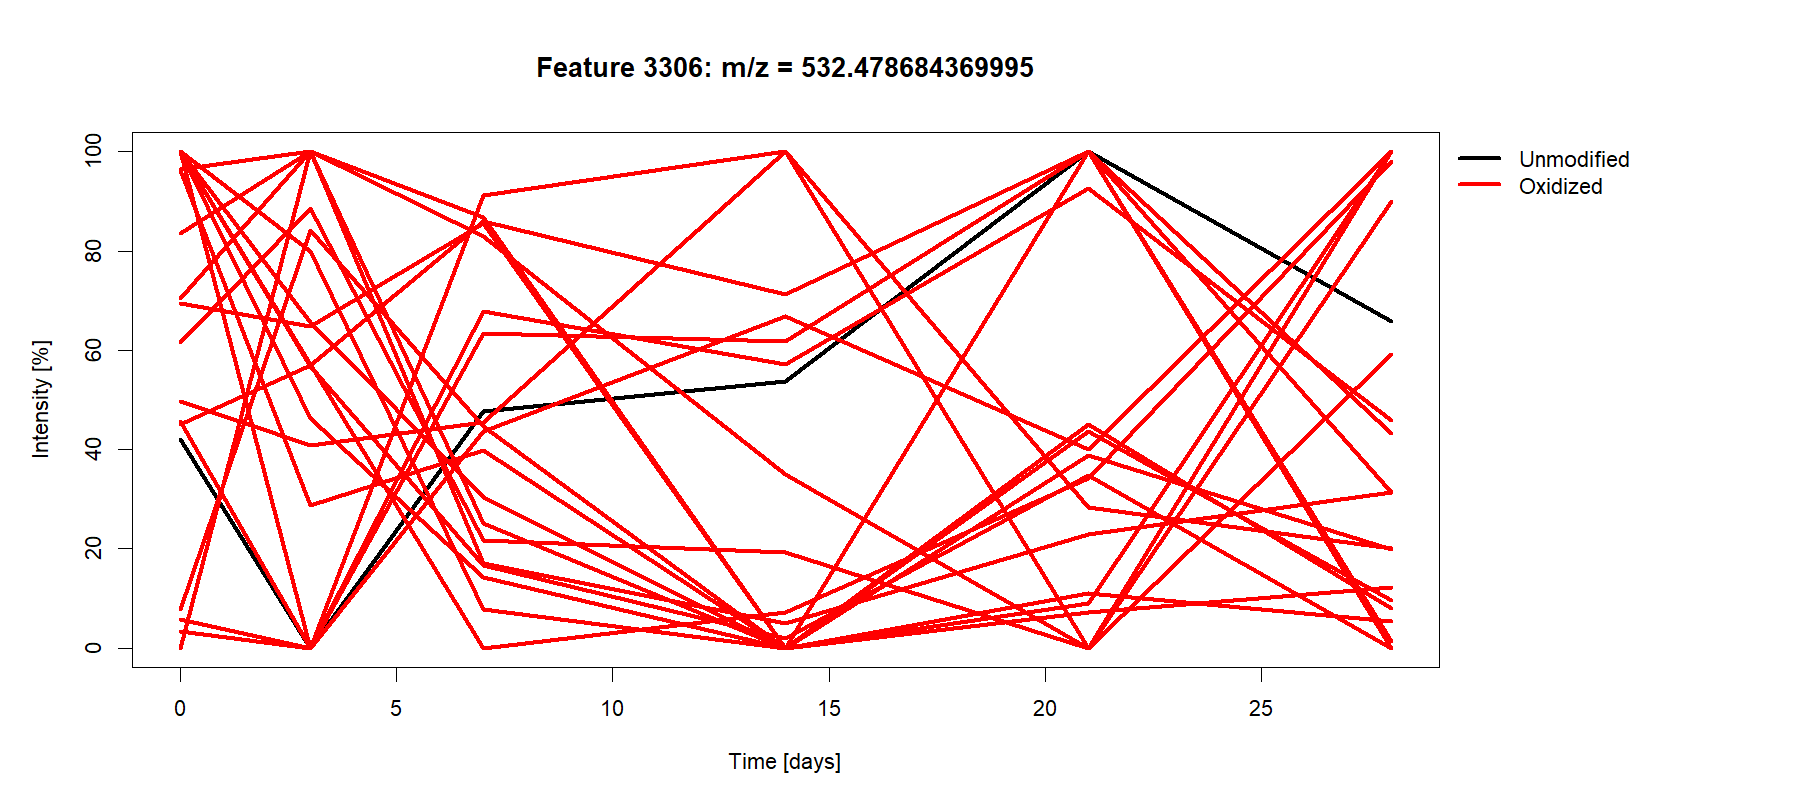 Feature 3306: m/z = 532.478684369995
Unmodified
Oxidized
Intensity [%]
100
80
60
40
20
0
0 5 10 15 20 25
Time [days]